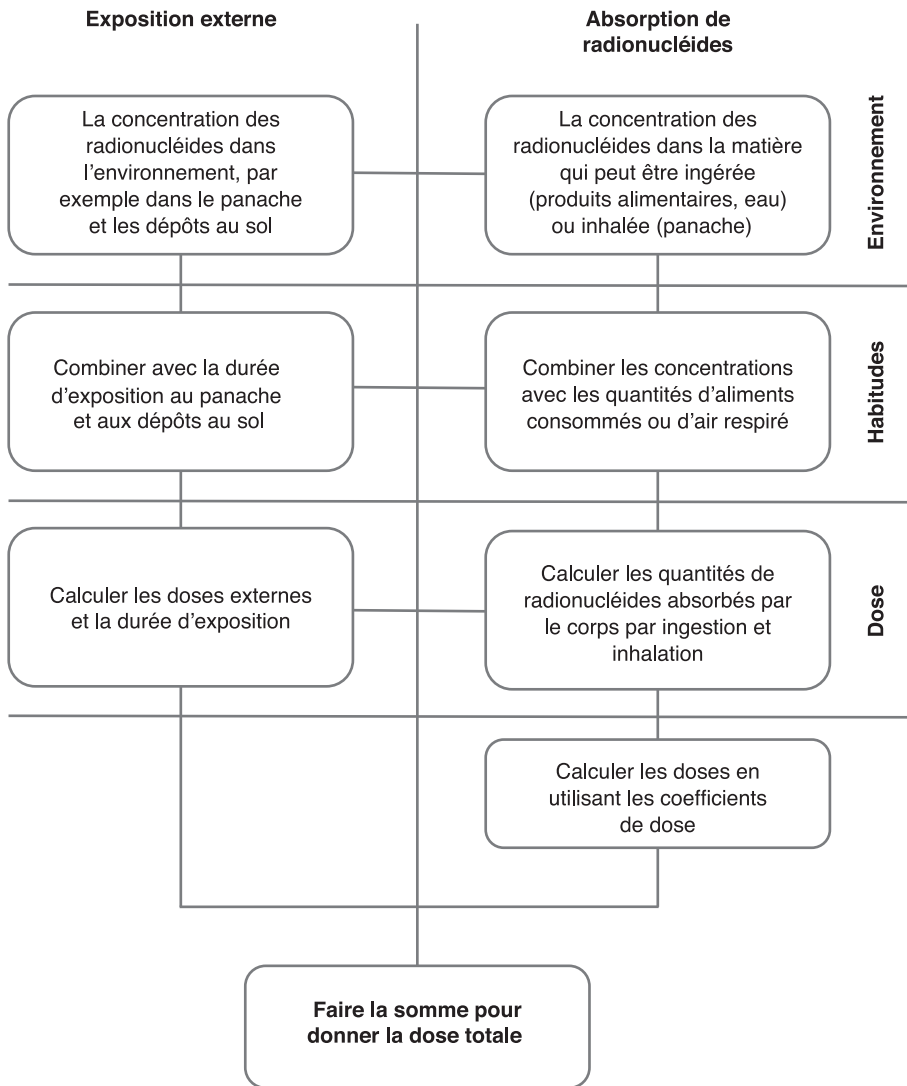 Exposition externe
Absorption de
radionucléides
La concentration des
radionucléides dans
l’environnement, par
exemple dans le panache
et les dépôts au sol
La concentration des
radionucléides dans la matière
qui peut être ingérée
(produits alimentaires, eau)
ou inhalée (panache)
Environnement
Combiner avec la durée
d’exposition au panache
et aux dépôts au sol
Combiner les concentrations
avec les quantités d’aliments
consommés ou d’air respiré
Habitudes
Calculer les doses externes
et la durée d’exposition
Calculer les quantités de
radionucléides absorbés par
le corps par ingestion et
inhalation
Dose
Calculer les doses en
utilisant les coefficients
de dose
Faire la somme pour
donner la dose totale